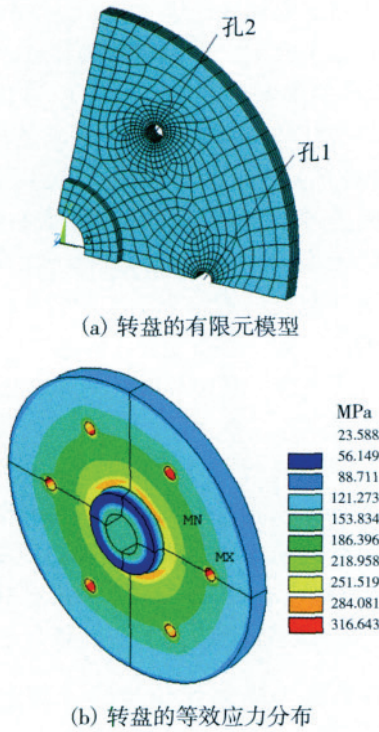 孔2
孔1
(a) 转盘的有限元模型
MPa
23.588
56.149
88.711
121.273
153.834
186.396
218.958
251.519
284.081
316.643
MN
MX
(b) 转盘的等效应力分布